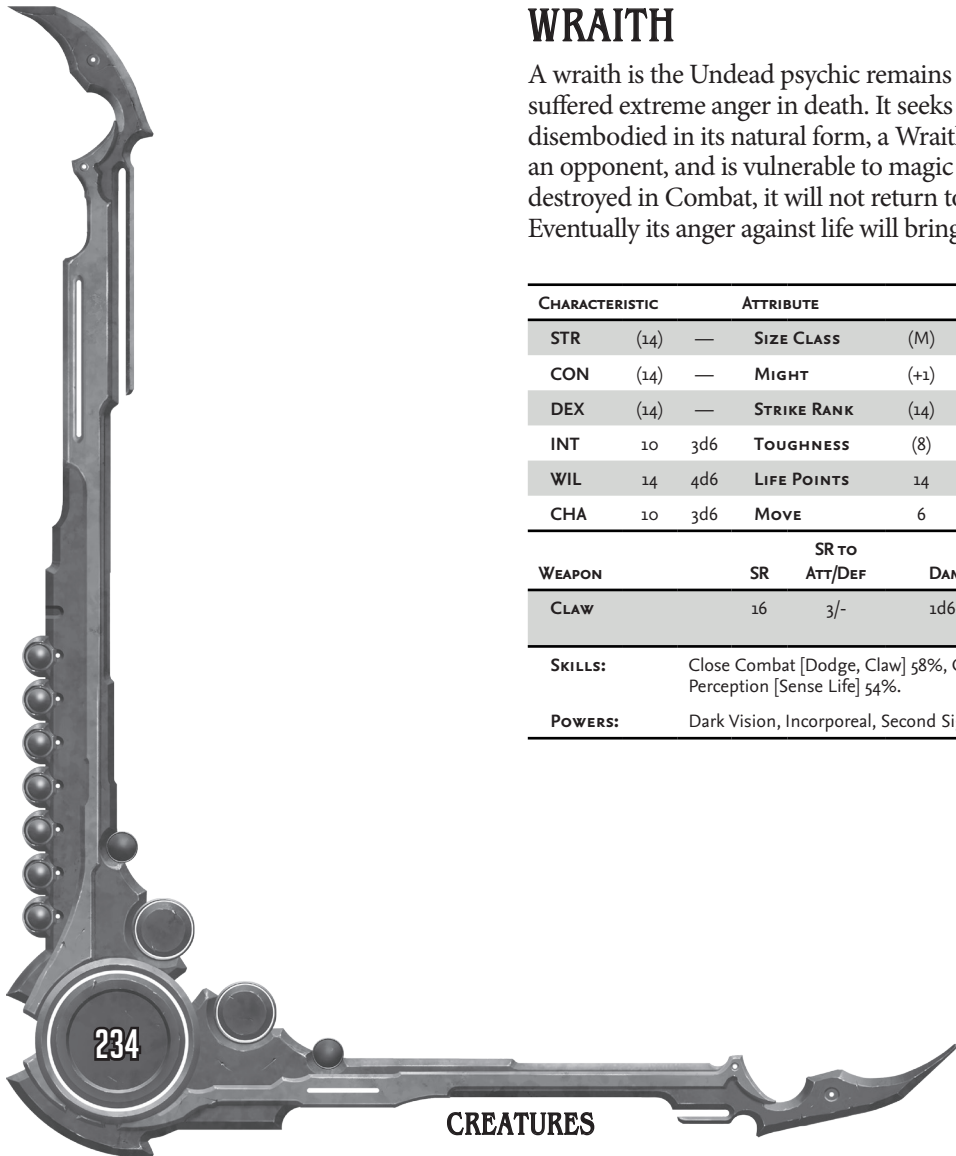 WRAITH
A wraith is the Undead psychic remains
suffered extreme anger in death. It seeks
disembodied in its natural form, a
an opponent, and is vulnerable to magic
destroyed in Combat, it will not return
Eventually its anger against life will bring
CHARACTERISTIC ATTRIBUTE
STR (14) — SIZE CLASS (M)
CON (14) — MIGHT (+1)
DEX (14) — STRIKE RANK (14)
INT 10 3d6 TOUGHNESS (8)
WIL 14 4d6 LIFE POINTS 14
CHA 10 3d6 MOVE 6
SR TO
WEAPON SR ATT/DEF
CLAW 16 3/- 1d6
SKILLS: Close Combat [Dodge, Claw] 58%,
Perception [Sense Life] 54%.
POWERS: Dark Vision, Incorporeal, Second
234
CREATURES